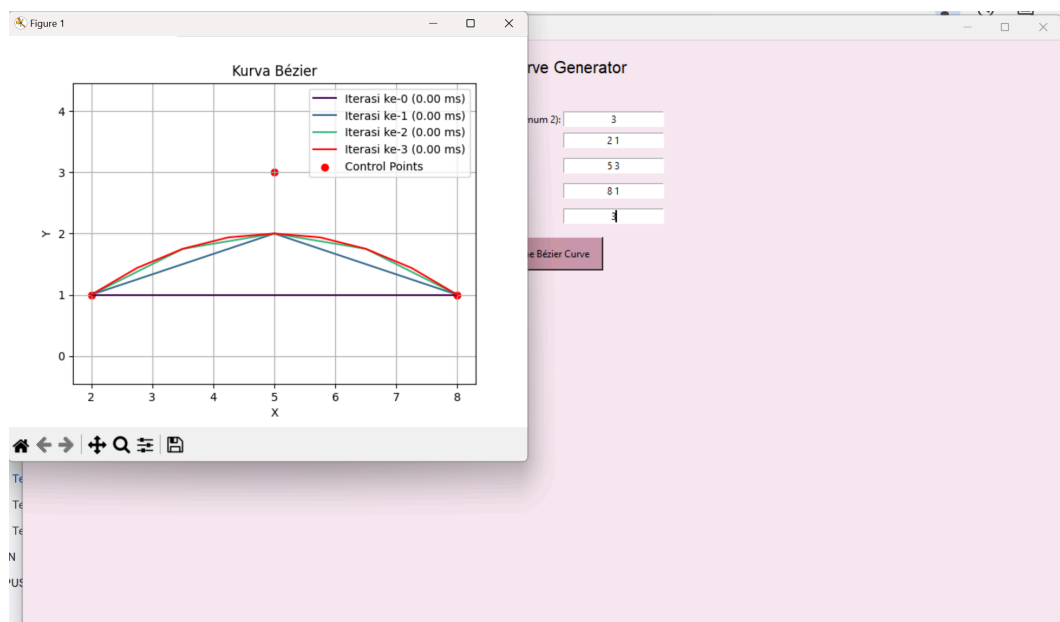 Figure 1
Kurva Bézier
Iterasi ke-0 (0.00 ms)
Iterasi ke-1 (0.00 ms)
Iterasi ke-2 (0.00 ms)
Iterasi ke-3 (0.00 ms)
Control Points
4
3
2
1
0
Y
2 3 4 5 6 7 8
X
rve Generator
num 2): 3
2 1
5 3
8 1
3
e Bézier Curve
Te
Te
Te
N
PUS